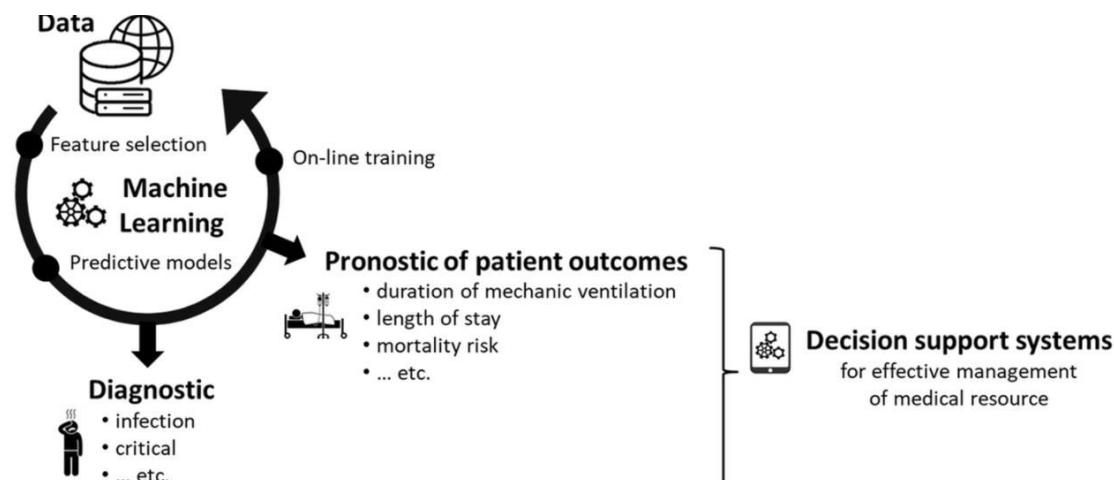 Data
Feature selection
On-line training
Machine
Learning
Predictive models
Pronostic of patient outcomes
• duration of mechanic ventilation
• length of stay
• mortality risk
• ... etc.
Decision support systems
for effective management
of medical resource
Diagnostic
• infection
• critical
• ... etc.